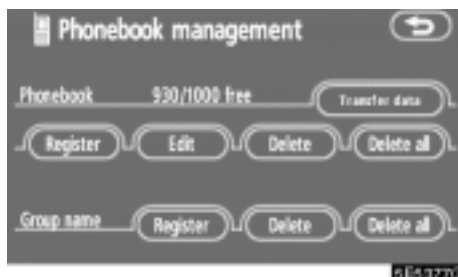 Phonebook management
Phonebook 930/1000 free Transfer data
Register Edit Delete Delete all
Group name Register Delete Delete all